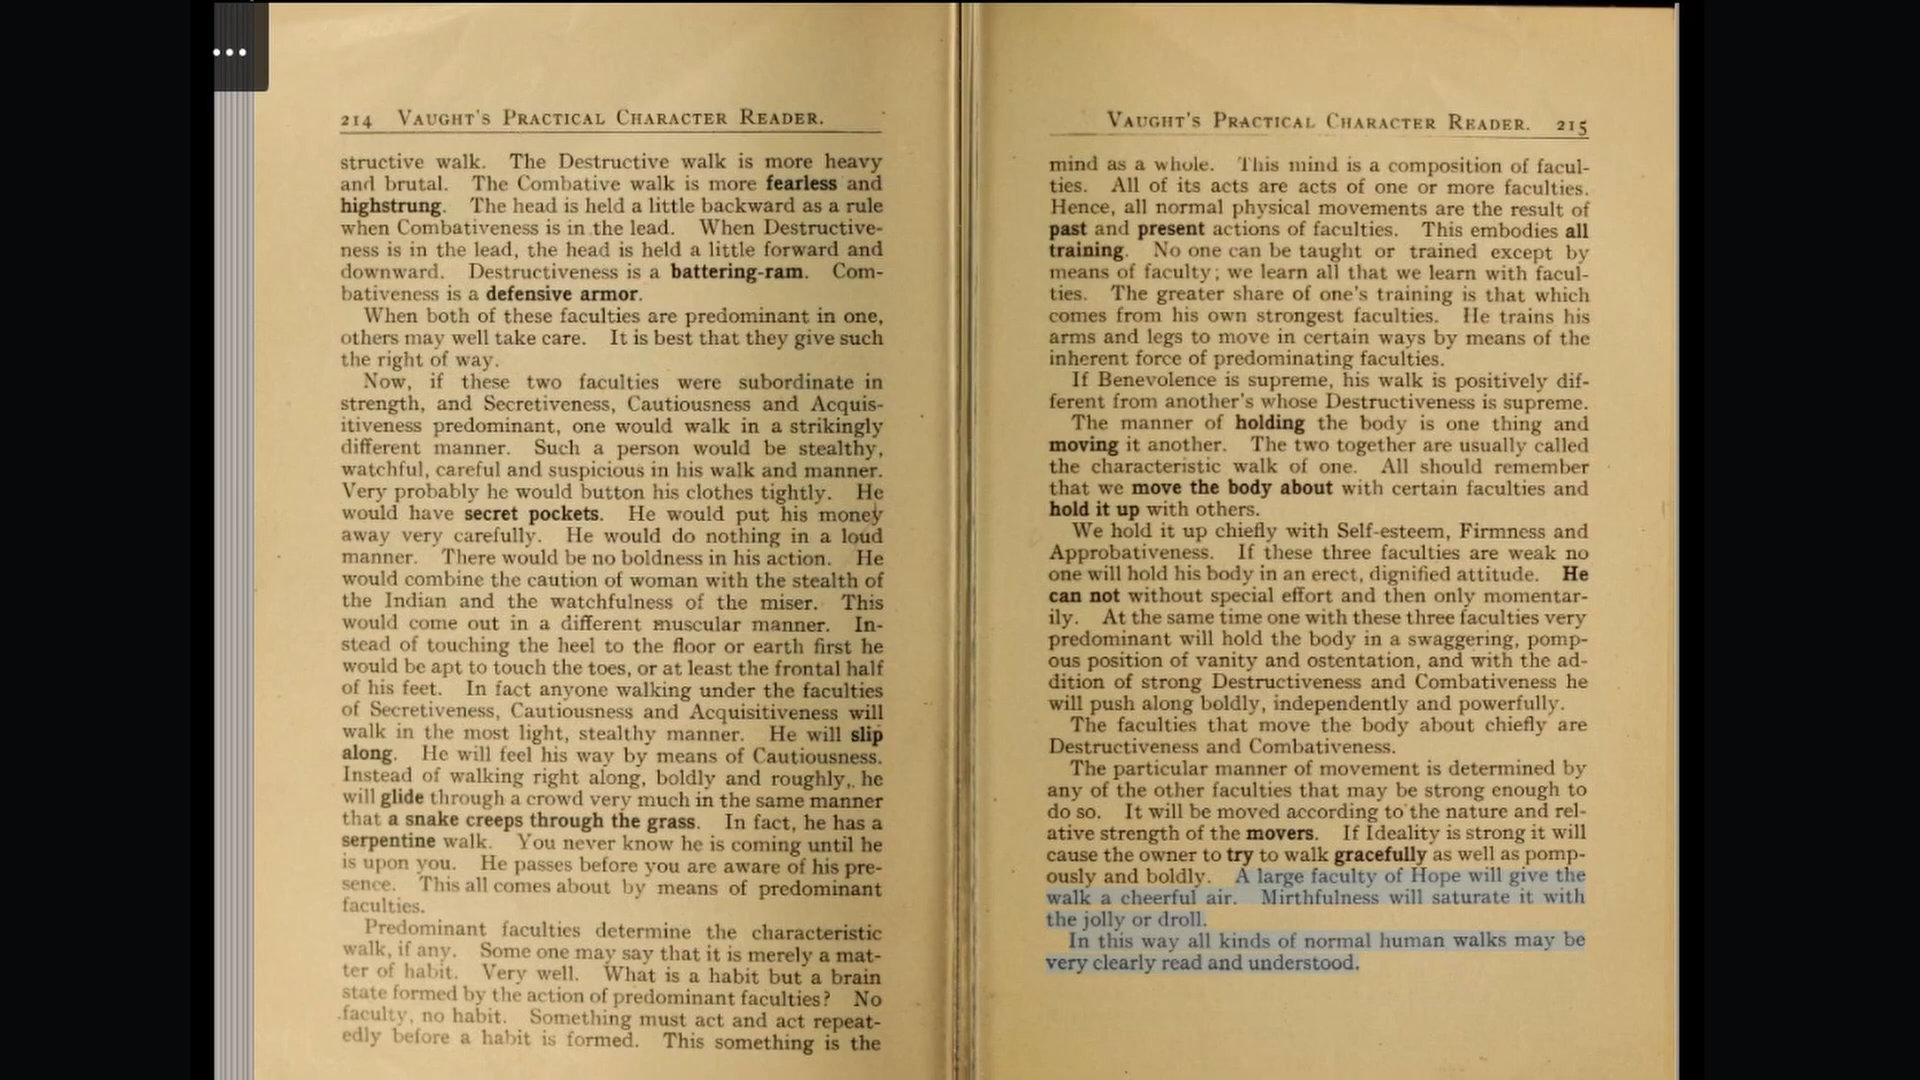 214 VAUGHT'S PRACTICAL CHARACTER READER.
structive walk. The Destructive walk is more heavy
and brutal. The Combative walk is more fearless and
highstrung. The head is held a little backward as a rule
when Combativeness is in the lead. When Destructive-
ness is in the lead, the head is held a little forward and
downward. Destructiveness is a battering-ram. Com-
bativeness is a defensive armor.
When both of these faculties are predominant in one,
others may well take care. It is best that they give such
the right of way.
Now, if these two faculties were subordinate in
strength, and Secretiveness, Cautiousness and Acquis-
itiveness predominant, one would walk in a strikingly
different manner. Such a person would be stealthy,
watchful, careful and suspicious in his walk and manner.
Very probably he would button his clothes tightly. He
would have secret pockets. He would put his money
away very carefully. He would do nothing in a loud
manner. There would be no boldness in his action. He
would combine the caution of woman with the stealth of
the Indian and the watchfulness of the miser. This
would come out in a different muscular manner. In-
stead of touching the heel to the floor or earth first he
would be apt to touch the toes, or at least the frontal half
of his feet. In fact anyone walking under the faculties
of Secretiveness, Cautiousness and Acquisitiveness will
walk in the most light, stealthy manner. He will slip
along. He will feel his way by means of Cautiousness.
Instead of walking right along, boldly and roughly, he
will glide through a crowd very much in the same manner
that a snake creeps through the grass. In fact, he has a
serpentine walk. You never know he is coming until he
is upon you. He passes before you are aware of his pre-
sence. This all comes about by means of predominant
faculties.
Predominant faculties determine the characteristic
walk, if any. Some one may say that it is merely a mat-
ter of habit. Very well. What is a habit but a brain
state formed by the action of predominant faculties? No
faculty, no habit. Something must act and act repeat-
edly before a habit is formed. This something is the
VAUGHT'S PRACTICAL CHARACTER READER. 215
mind as a whole. This mind is a composition of facul-
ties. All of its acts are acts of one or more faculties.
Hence, all normal physical movements are the result of
past and present actions of faculties. This embodies all
training. No one can be taught or trained except by
means of faculty; we learn all that we learn with facul-
ties. The greater share of one's training is that which
comes from his own strongest faculties. He trains his
arms and legs to move in certain ways by means of the
inherent force of predominating faculties.
If Benevolence is supreme, his walk is positively dif-
ferent from another's whose Destructiveness is supreme.
The manner of holding the body is one thing and
moving it another. The two together are usually called
the characteristic walk of one. All should remember
that we move the body about with certain faculties and
hold it up with others.
We hold it up chiefly with Self-esteem, Firmness and
Approbativeness. If these three faculties are weak no
one will hold his body in an erect, dignified attitude. He
can not without special effort and then only momentar-
ily. At the same time one with these three faculties very
predominant will hold the body in a swaggering, pomp-
ous position of vanity and ostentation, and with the ad-
dition of strong Destructiveness and Combativeness he
will push along boldly, independently and powerfully.
The faculties that move the body about chiefly are
Destructiveness and Combativeness.
The particular manner of movement is determined by
any of the other faculties that may be strong enough to
do so. It will be moved according to the nature and rel-
ative strength of the movers. If Ideality is strong it will
cause the owner to try to walk gracefully as well as pomp-
ously and boldly. A large faculty of Hope will give the
walk a cheerful air. Mirthfulness will saturate it with
the jolly or droll.
In this way all kinds of normal human walks may be
very clearly read and understood.